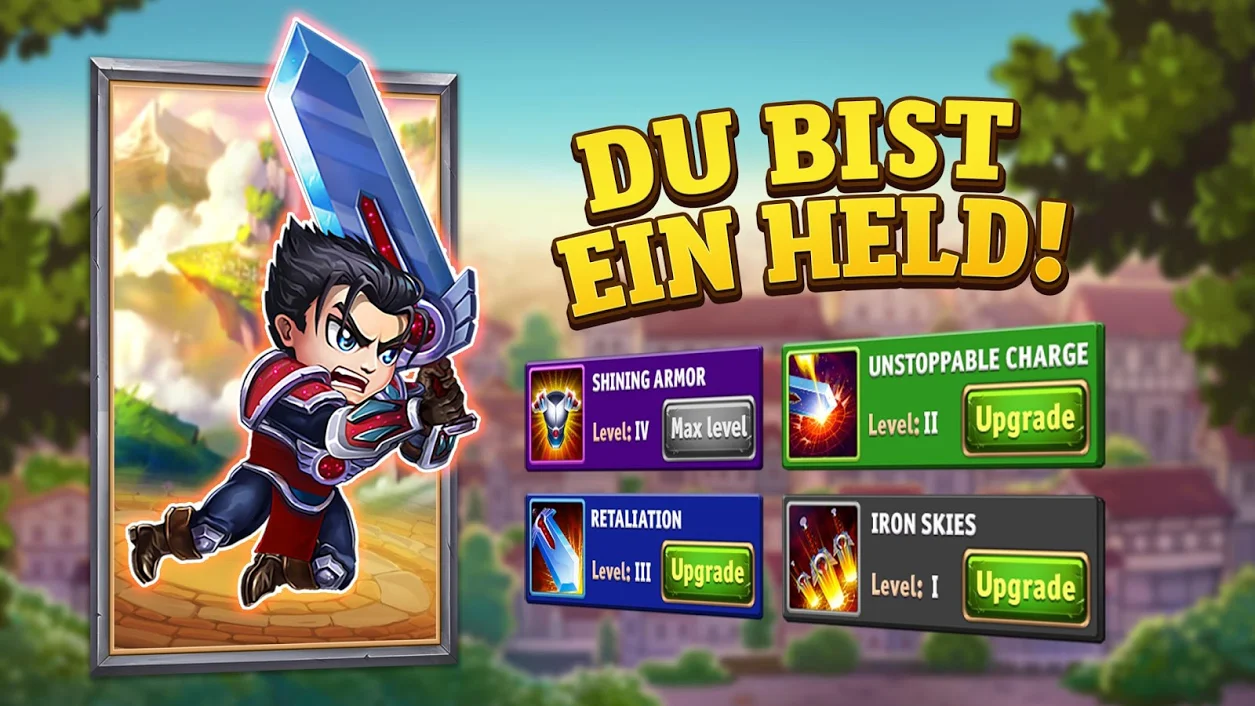 DU BIST
EIN HELD!
SHINING ARMOR
Level: IV
Max level
UNSTOPPABLE CHARGE
Level: II
Upgrade
RETALIATION
Level: III
Upgrade
IRON SKIES
Level: I
Upgrade